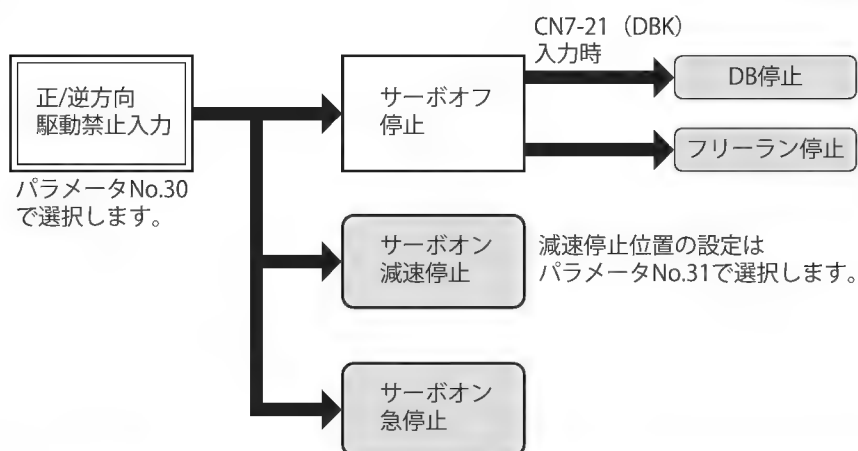 CN7-21（DBK）
入力時
正/逆方向
駆動禁止入力
サーボオフ
停止
DB停止
フリーラン停止
パラメータNo.30
で選択します。
サーボオン
減速停止
減速停止位置の設定は
パラメータNo.31で選択します。
サーボオン
急停止